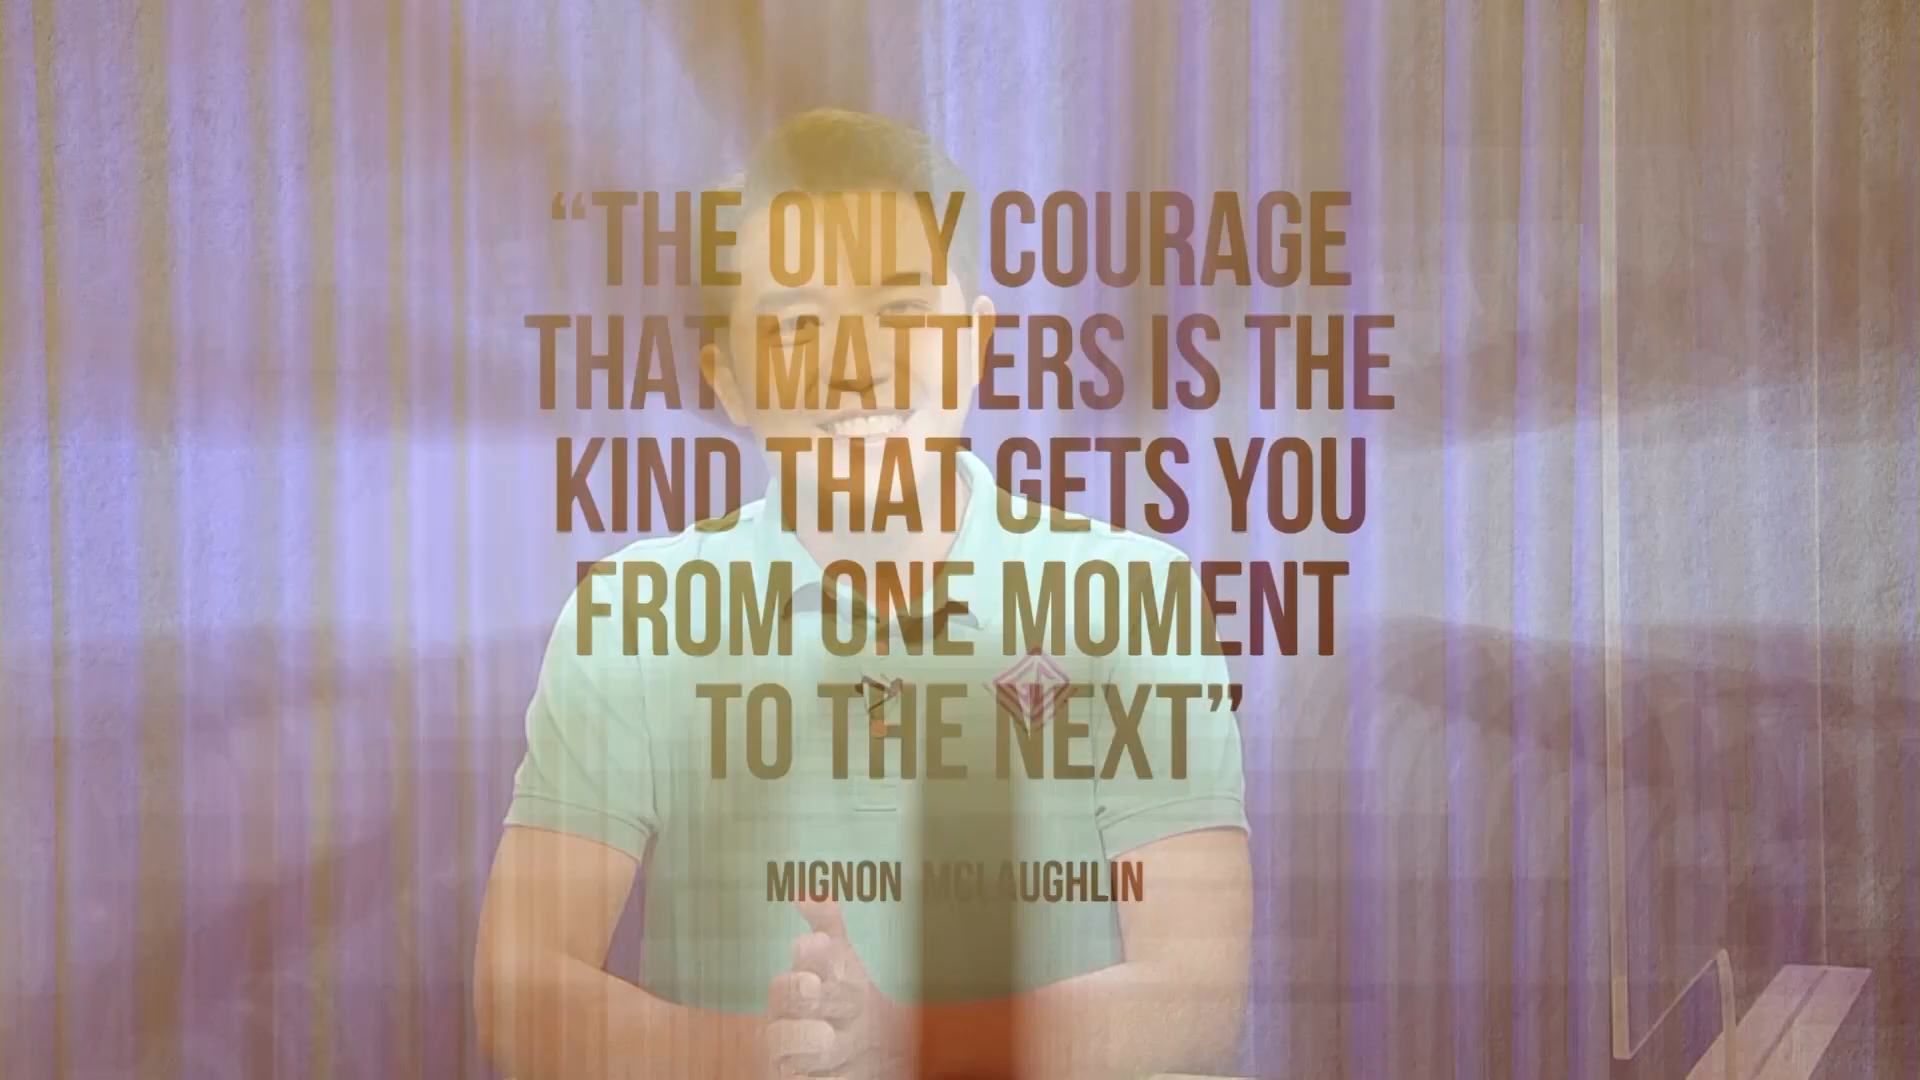 “THE ONLY COURAGE
THAT MATTERS IS THE
KIND THAT GETS YOU
FROM ONE MOMENT
TO THE NEXT”
MIGNON MCLAUGHLIN